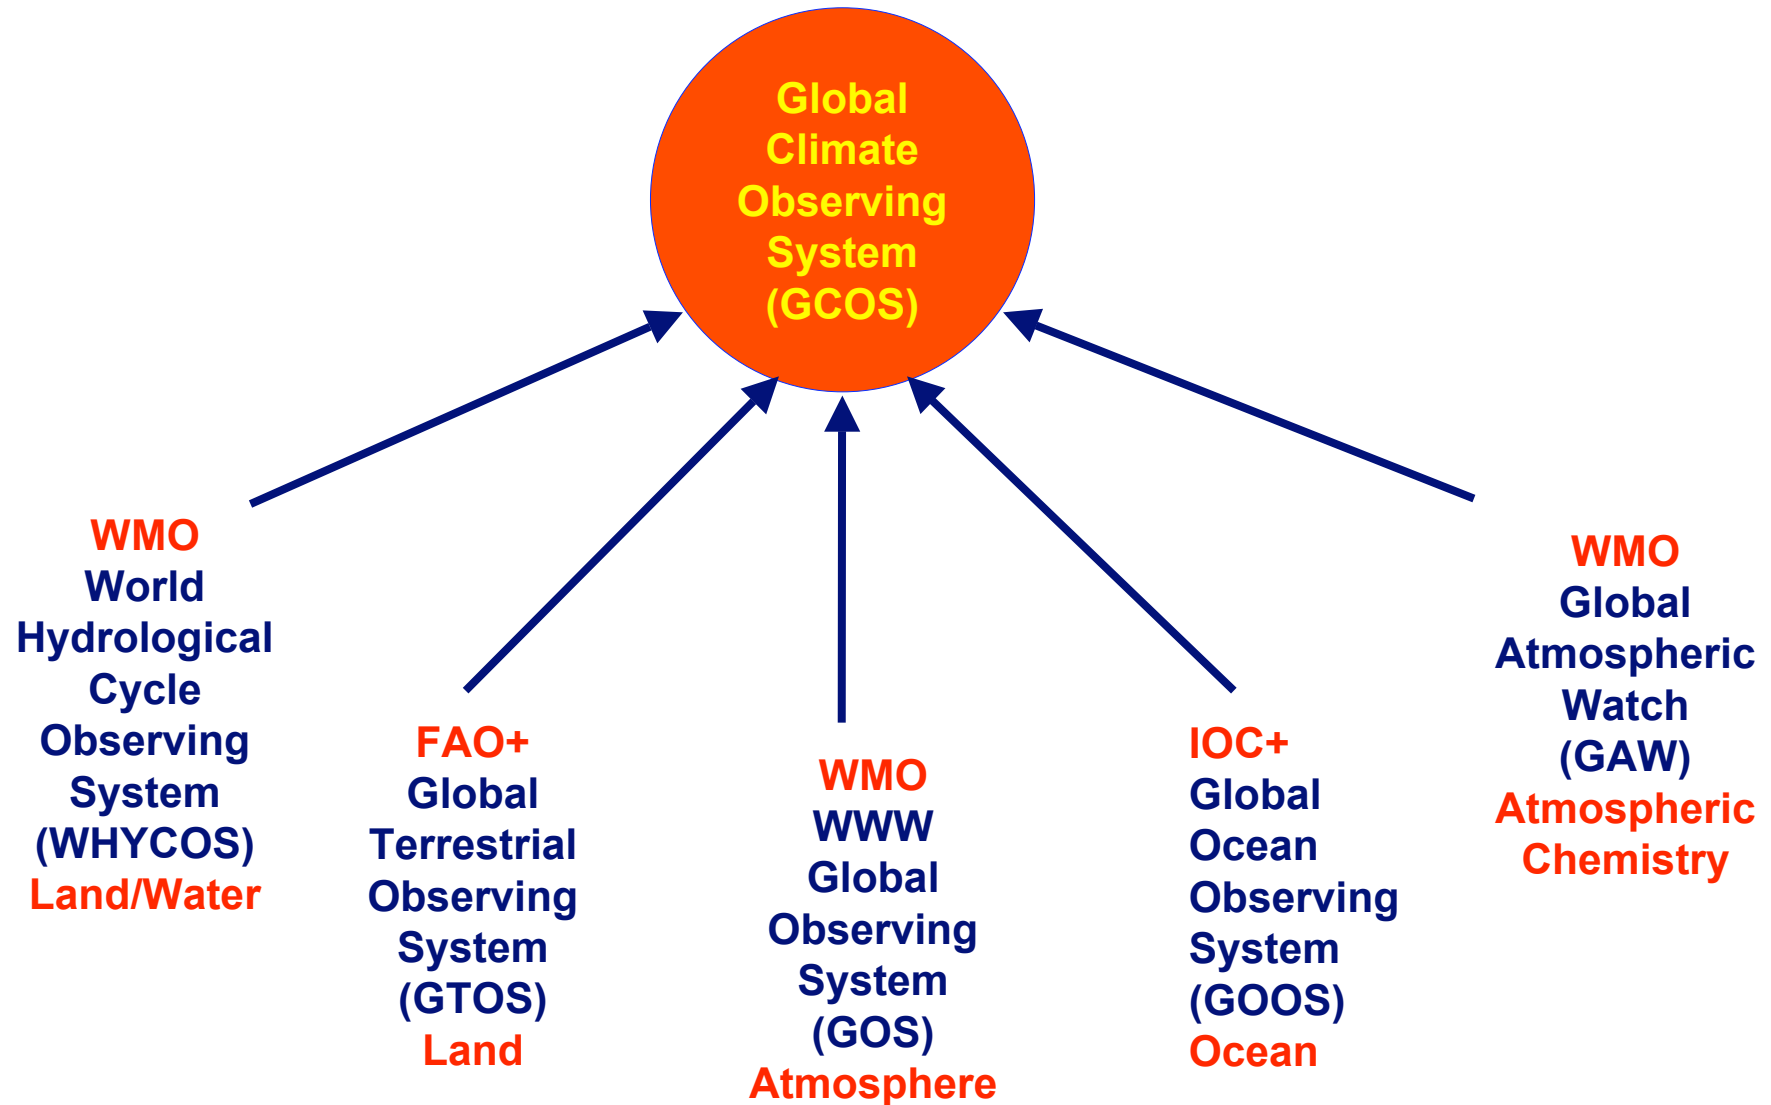 Global
Climate
Observing
System
(GCOS)
WMO
World
Hydrological
Cycle
Observing
System
(WHYCOS)
Land/Water
FAO+
Global
Terrestrial
Observing
System
(GTOS)
Land
WMO
WWW
Global
Observing
System
(GOS)
Atmosphere
IOC+
Global
Ocean
Observing
System
(GOOS)
Ocean
WMO
Global
Atmospheric
Watch
(GAW)
Atmospheric
Chemistry